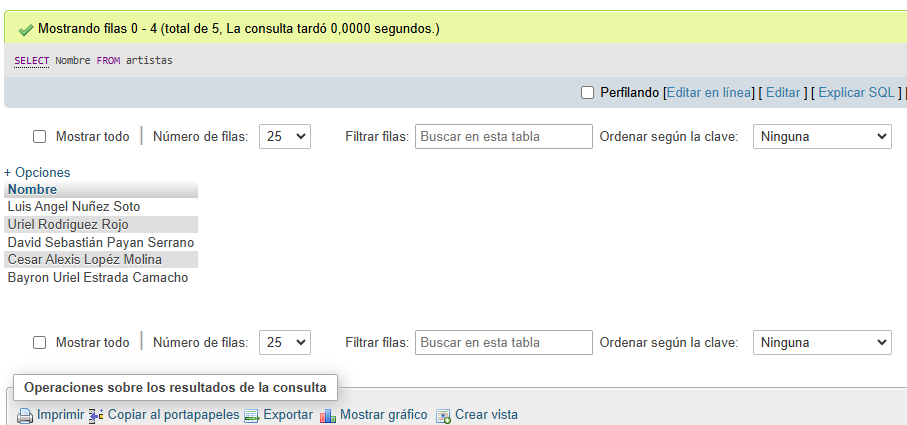 Mostrando filas 0 - 4 (total de 5, La consulta tardó 0,0000 segundos.)
SELECT Nombre FROM artistas
Perfilando [Editar en línea] [ Editar ] [ Explicar SQL ] [
Mostrar todo | Número de filas: 25 Filtrar filas: Buscar en esta tabla Ordenar según la clave: Ninguna
+ Opciones
Nombre
Luis Angel Nuñez Soto
Uriel Rodriguez Rojo
David Sebastián Payan Serrano
Cesar Alexis Lopéz Molina
Bayron Uriel Estrada Camacho
Mostrar todo | Número de filas: 25 Filtrar filas: Buscar en esta tabla Ordenar según la clave: Ninguna
Operaciones sobre los resultados de la consulta
Imprimir Copiar al portapapeles Exportar Mostrar gráfico Crear vista